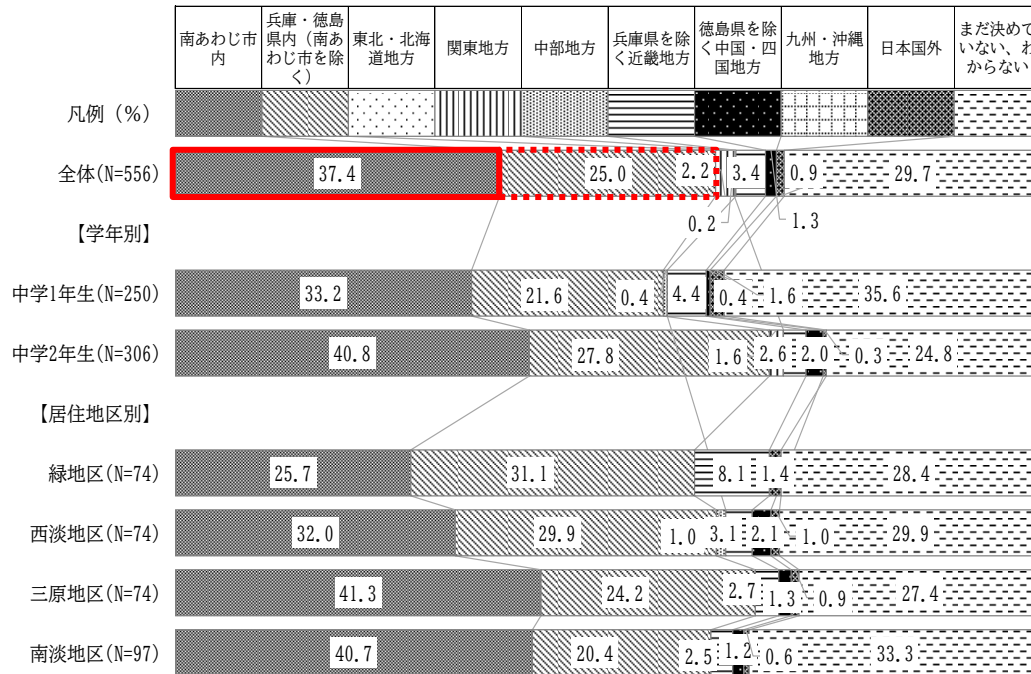 南あわじ市
内
兵庫・徳島
県内（南あ
わじ市を除
く）
東北・北海
道地方
関東地方
中部地方
兵庫県を除
く近畿地方
徳島県を除
く中国・四
国地方
九州・沖縄
地方
日本国外
まだ決めて
いない、わ
からない
凡例（%）
全体(N=556)
37.4
25.0
2.2
3.4
0.9
29.7
0.2
1.3
【学年別】
中学1年生(N=250)
33.2
21.6
0.4
4.4
0.4
1.6
35.6
中学2年生(N=306)
40.8
27.8
1.6
2.6
2.0
0.3
24.8
【居住地区別】
緑地区(N=74)
25.7
31.1
8.1
1.4
28.4
西淡地区(N=74)
32.0
29.9
1.0
3.1
2.1
1.0
29.9
三原地区(N=74)
41.3
24.2
2.7
1.3
0.9
27.4
南淡地区(N=97)
40.7
20.4
2.5
1.2
0.6
33.3